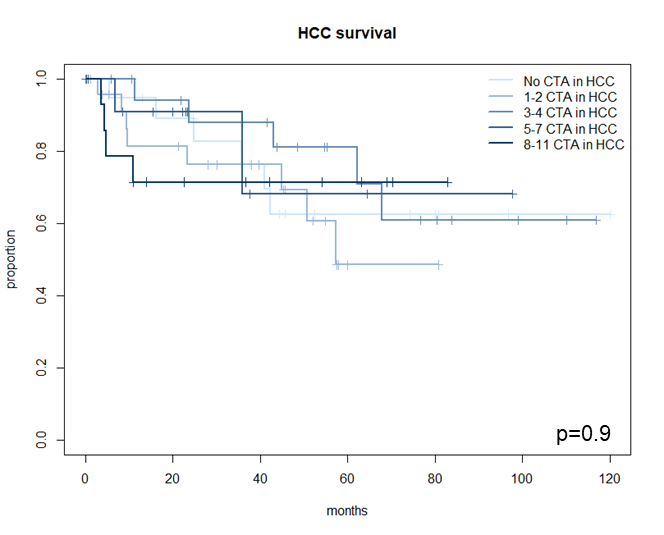 HCC survival
No CTA in HCC
1-2 CTA in HCC
3-4 CTA in HCC
5-7 CTA in HCC
8-11 CTA in HCC
proportion
1.0
0.8
0.6
0.4
0.2
0.0
p=0.9
0 20 40 60 80 100 120
months